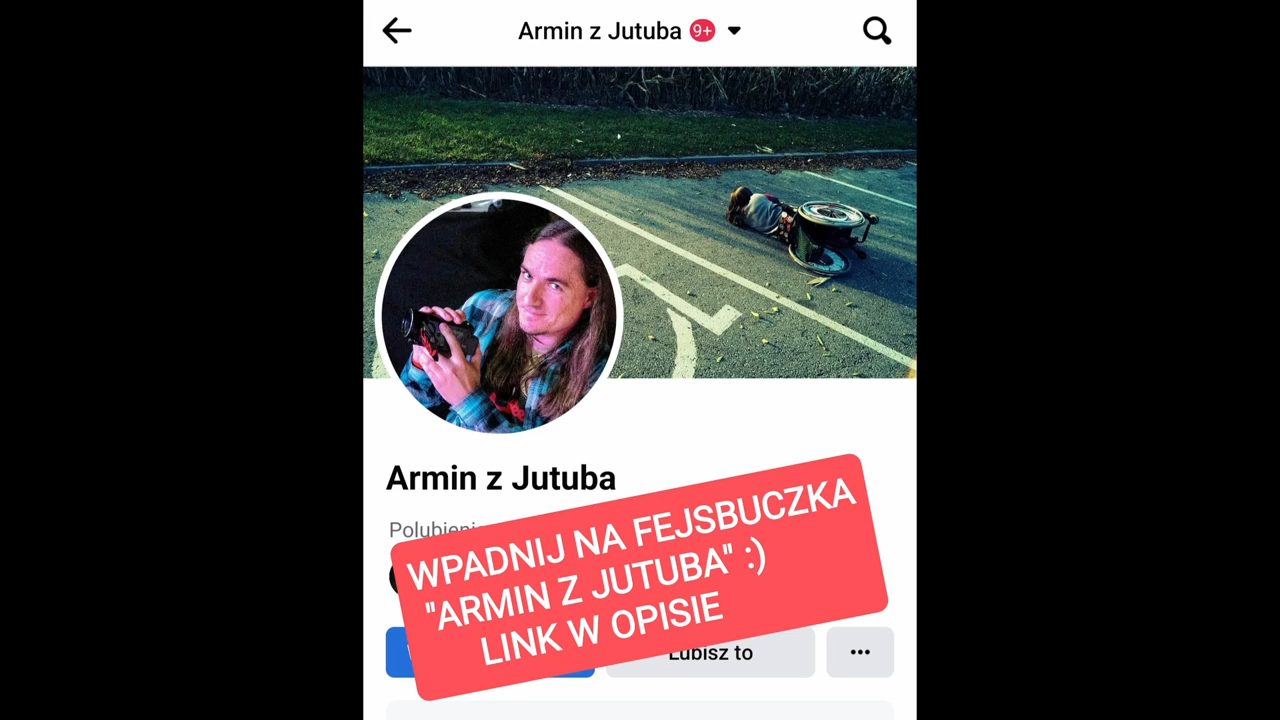 Armin z Jutuba 9+
Armin z Jutuba
WPADNIJ NA FEJSBUCZKA
"ARMIN Z JUTUBA" :)
LINK W OPISIE
Lubisz to